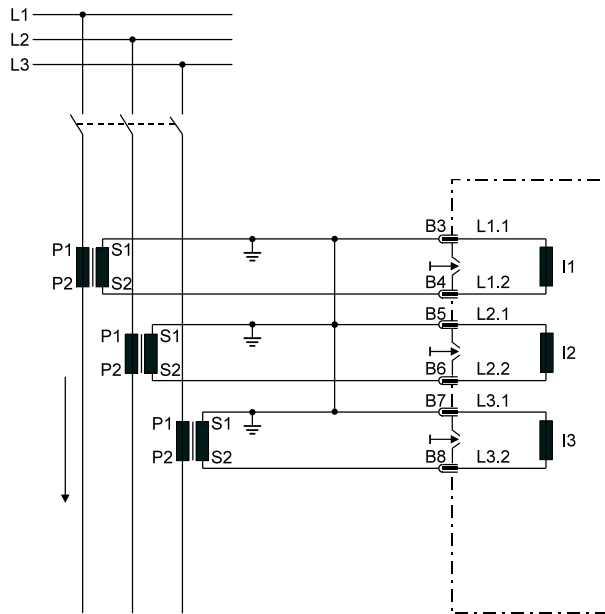 L1
L2
L3
P1 S1
P2 S2
B3 L1.1
B4 L1.2
I1
P1 S1
P2 S2
B5 L2.1
B6 L2.2
I2
P1 S1
P2 S2
B7 L3.1
B8 L3.2
I3